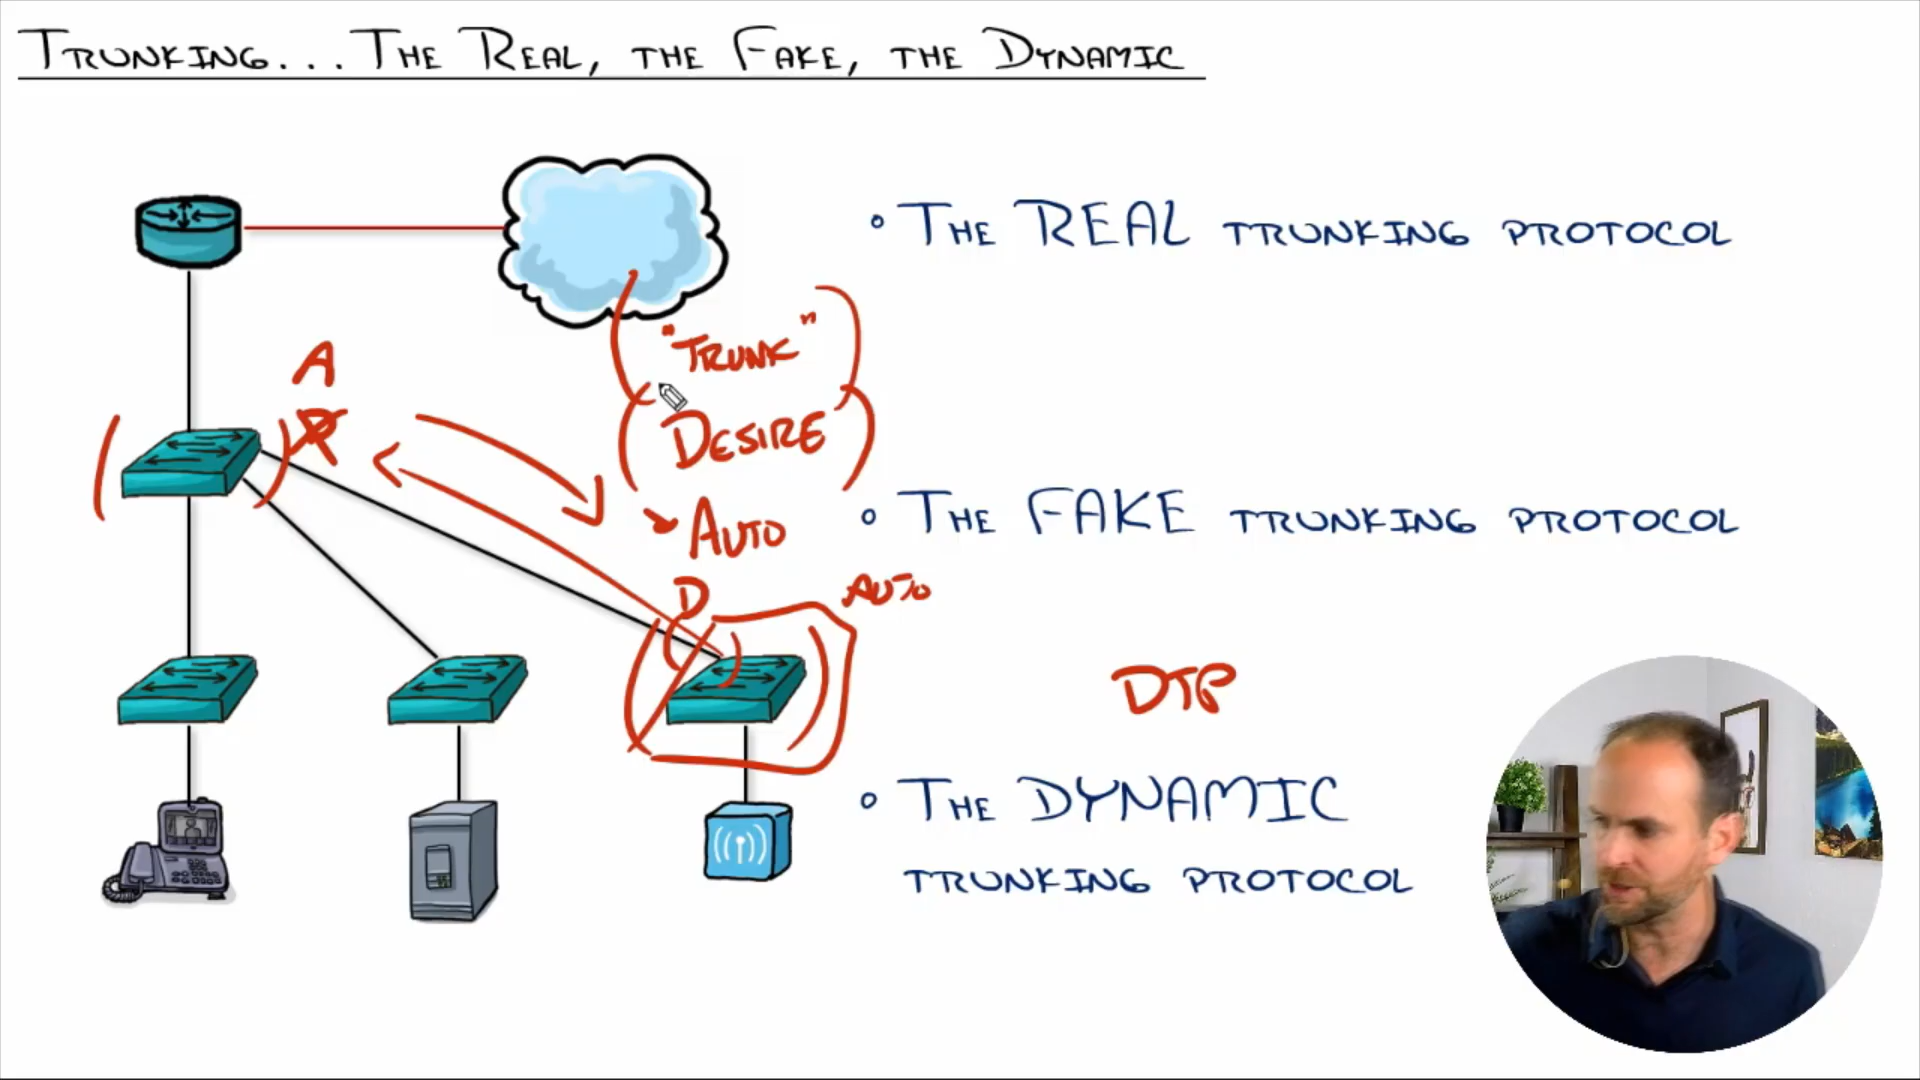 Trunking...The Real, the Fake, the Dynamic
The REAL trunking protocol
"Trunk"
A
Desire
Auto
The FAKE trunking protocol
D
Auto
DTP
The DYNAMIC
trunking protocol